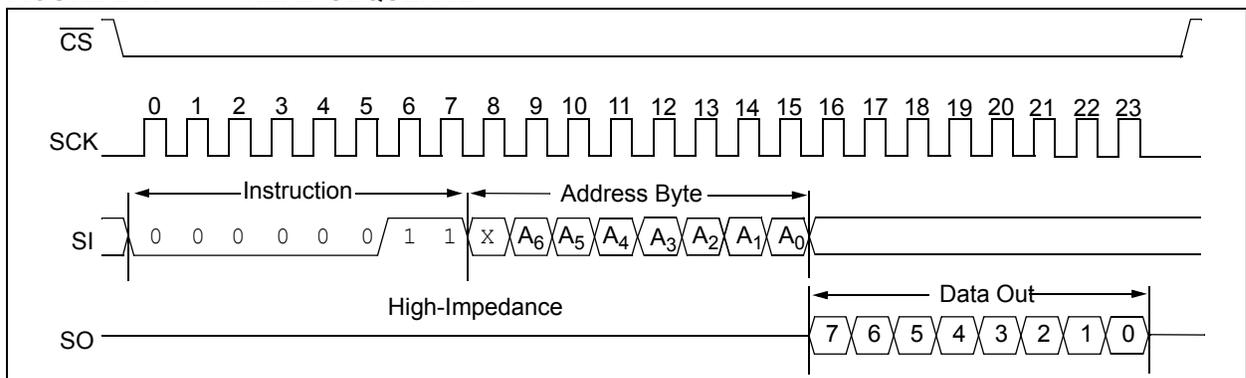 CS
0 1 2 3 4 5 6 7 8 9 10 11 12 13 14 15 16 17 18 19 20 21 22 23
SCK
Instruction Address Byte
SI 0 0 0 0 0 0 1 1 X A6 A5 A4 A3 A2 A1 A0
High-Impedance
Data Out
SO 7 6 5 4 3 2 1 0